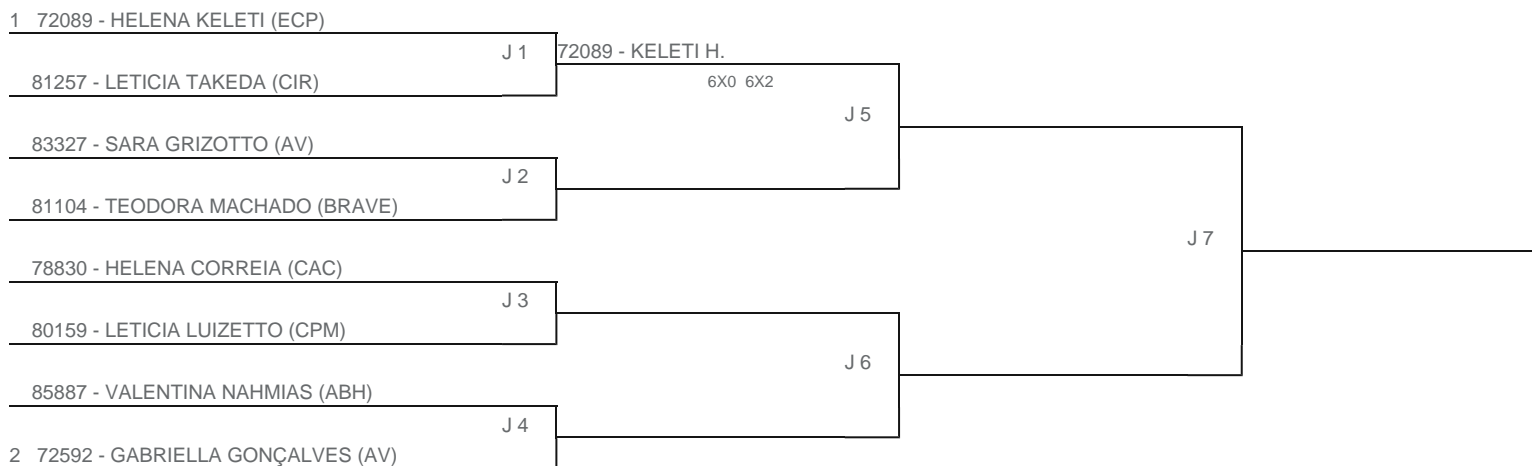 1 72089 - HELENA KELETI (ECP)
J 1
72089 - KELETI H.
81257 - LETICIA TAKEDA (CIR)
6X0 6X2
J 5
83327 - SARA GRIZOTTO (AV)
J 2
81104 - TEODORA MACHADO (BRAVE)
J 7
78830 - HELENA CORREIA (CAC)
J 3
80159 - LETICIA LUIZETTO (CPM)
J 6
85887 - VALENTINA NAHMIAS (ABH)
J 4
2 72592 - GABRIELLA GONÇALVES (AV)